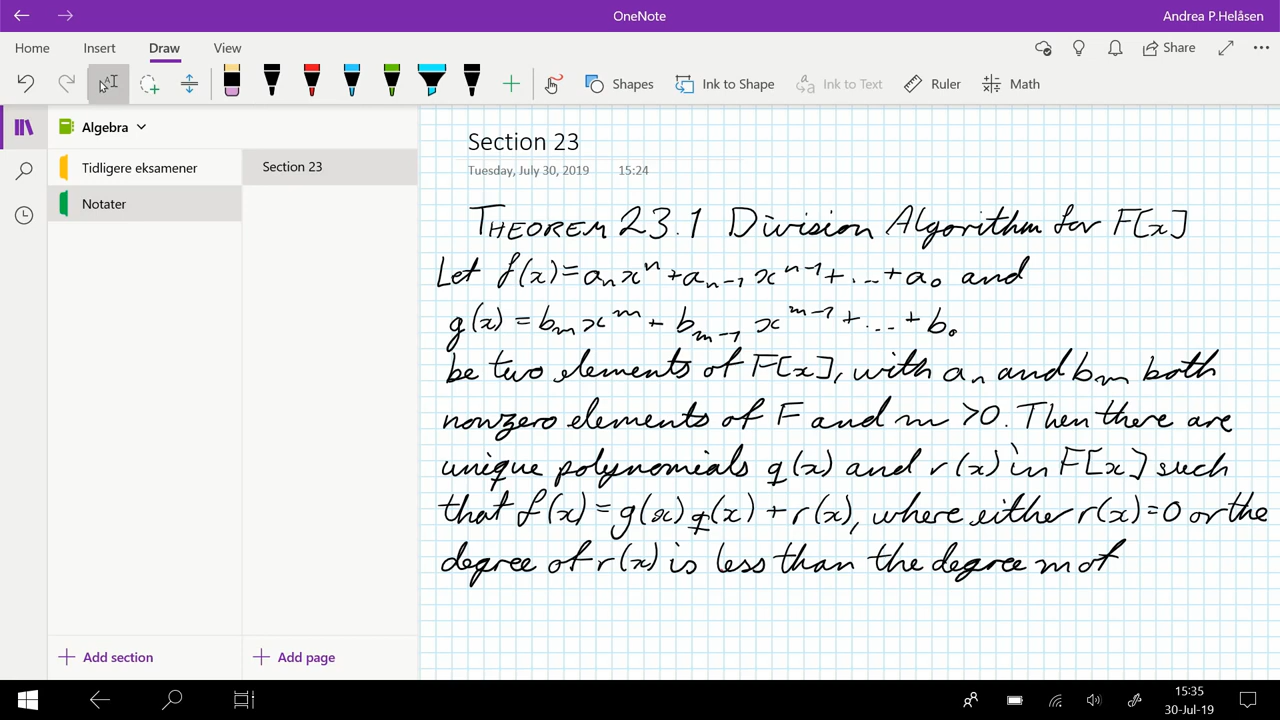 OneNote
Andrea P.Helåsen
Home Insert Draw View
Share
Shapes Ink to Shape Ink to Text Ruler Math
Algebra
Tidligere eksamener
Notater
Section 23
Add section
Add page
Section 23
Tuesday, July 30, 2019 15:24
THEOREM 23.1 Division Algorithm for F[x]
Let f(x)=aₙxⁿ+aₙ₋₁xⁿ⁻¹+...+a₀ and
g(x)=bₘxᵐ+bₘ₋₁xᵐ⁻¹+...+b₀
be two elements of F[x], with aₙ and bₘ both
nonzero elements of F and m >0. Then there are
unique polynomials q(x) and r(x) in F[x] such
that f(x)=g(x)q(x)+r(x), where either r(x)=0 or the
degree of r(x) is less than the degree m of
15:35
30-Jul-19